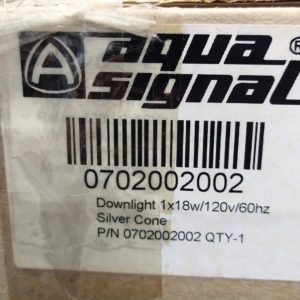 aqua
signal®
0702002002
Downlight 1x18w/120v/60hz
Silver Cone
P/N 0702002002 QTY-1